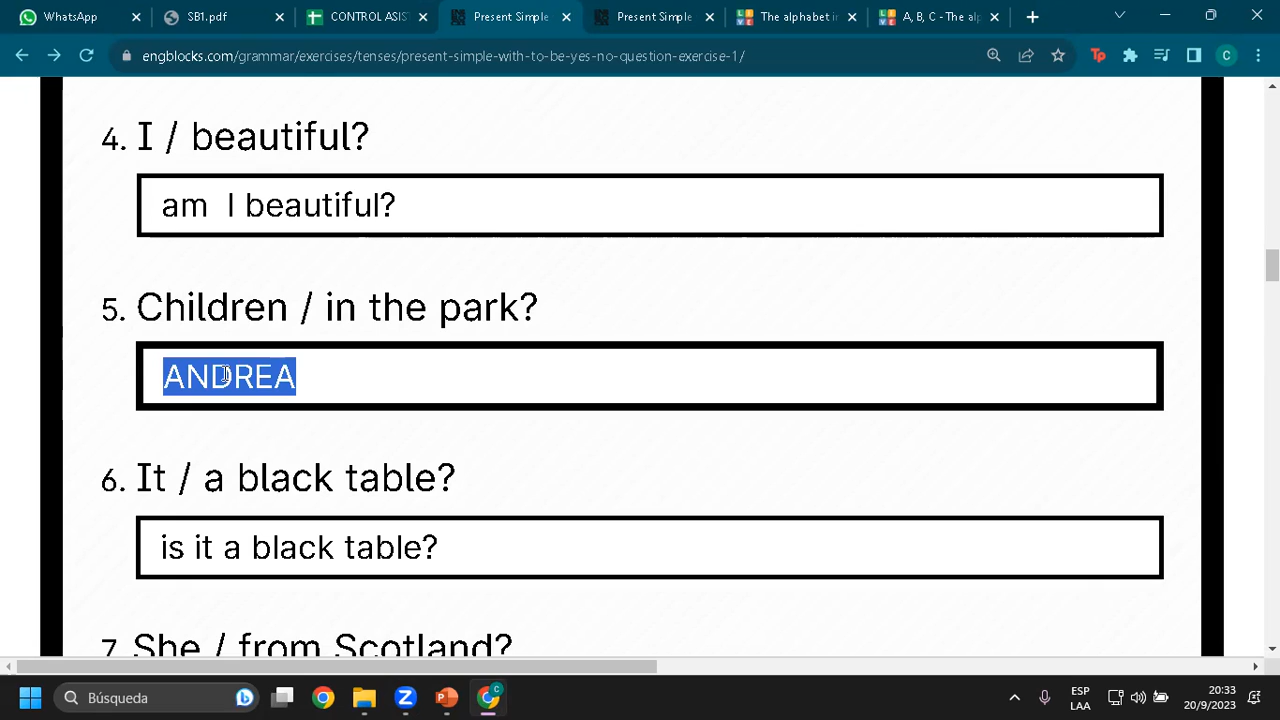 WhatsApp
SB1.pdf
CONTROL ASIS
Present Simple
Present Simple
The alphabet i
A, B, C - The al
engblocks.com/grammar/exercises/tenses/present-simple-with-to-be-yes-no-question-exercise-1/
4. I / beautiful?
am  I beautiful?
5. Children / in the park?
ANDREA
6. It / a black table?
is it a black table?
7 She / from Scotland?
Búsqueda
ESP
LAA
20:33
20/9/2023